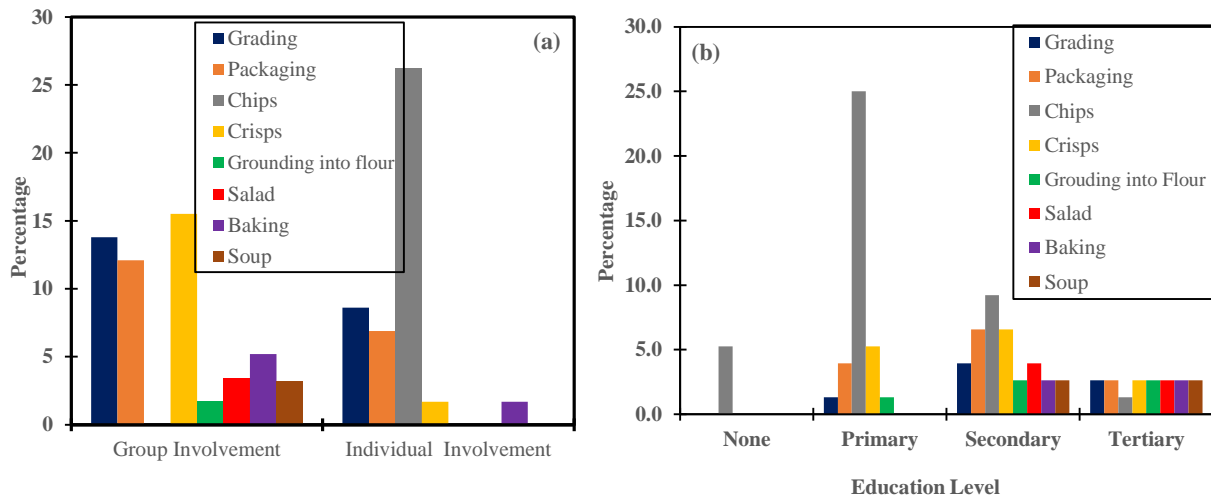 30
25
20
15
10
5
0
Percentage
(a)
Grading
Packaging
Chips
Crisps
Grounding into flour
Salad
Baking
Soup
Group Involvement
Individual Involvement
30.0
25.0
20.0
15.0
10.0
5.0
0.0
Percentage
(b)
Grading
Packaging
Chips
Crisps
Grouding into Flour
Salad
Baking
Soup
None
Primary
Secondary
Tertiary
Education Level